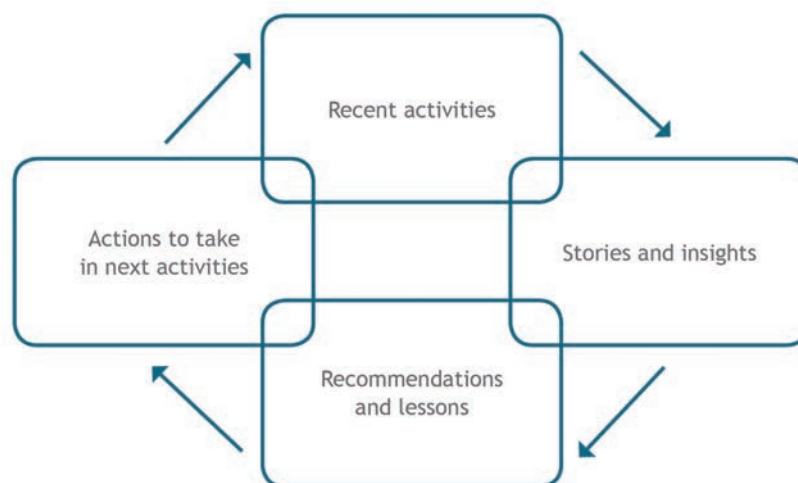 Recent activities
Actions to take
in next activities
Stories and insights
Recommendations
and lessons